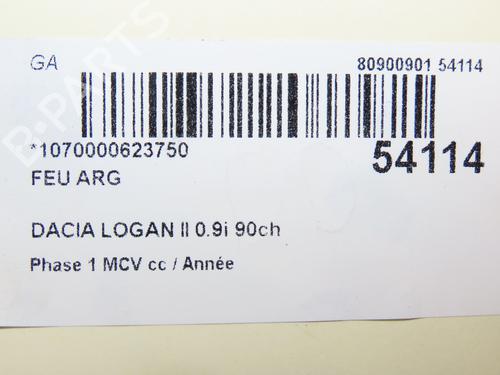 GA
80900901 54114
*1070000623750
54114
FEU ARG
DACIA LOGAN II 0.9i 90ch
Phase 1 MCV cc / Année
B-PARTS